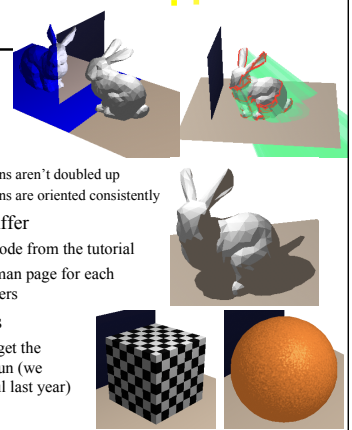 ns aren't doubled up
ns are oriented consistently
ffer
ode from the tutorial
man page for each
ers
s
get the
un (we
l last year)